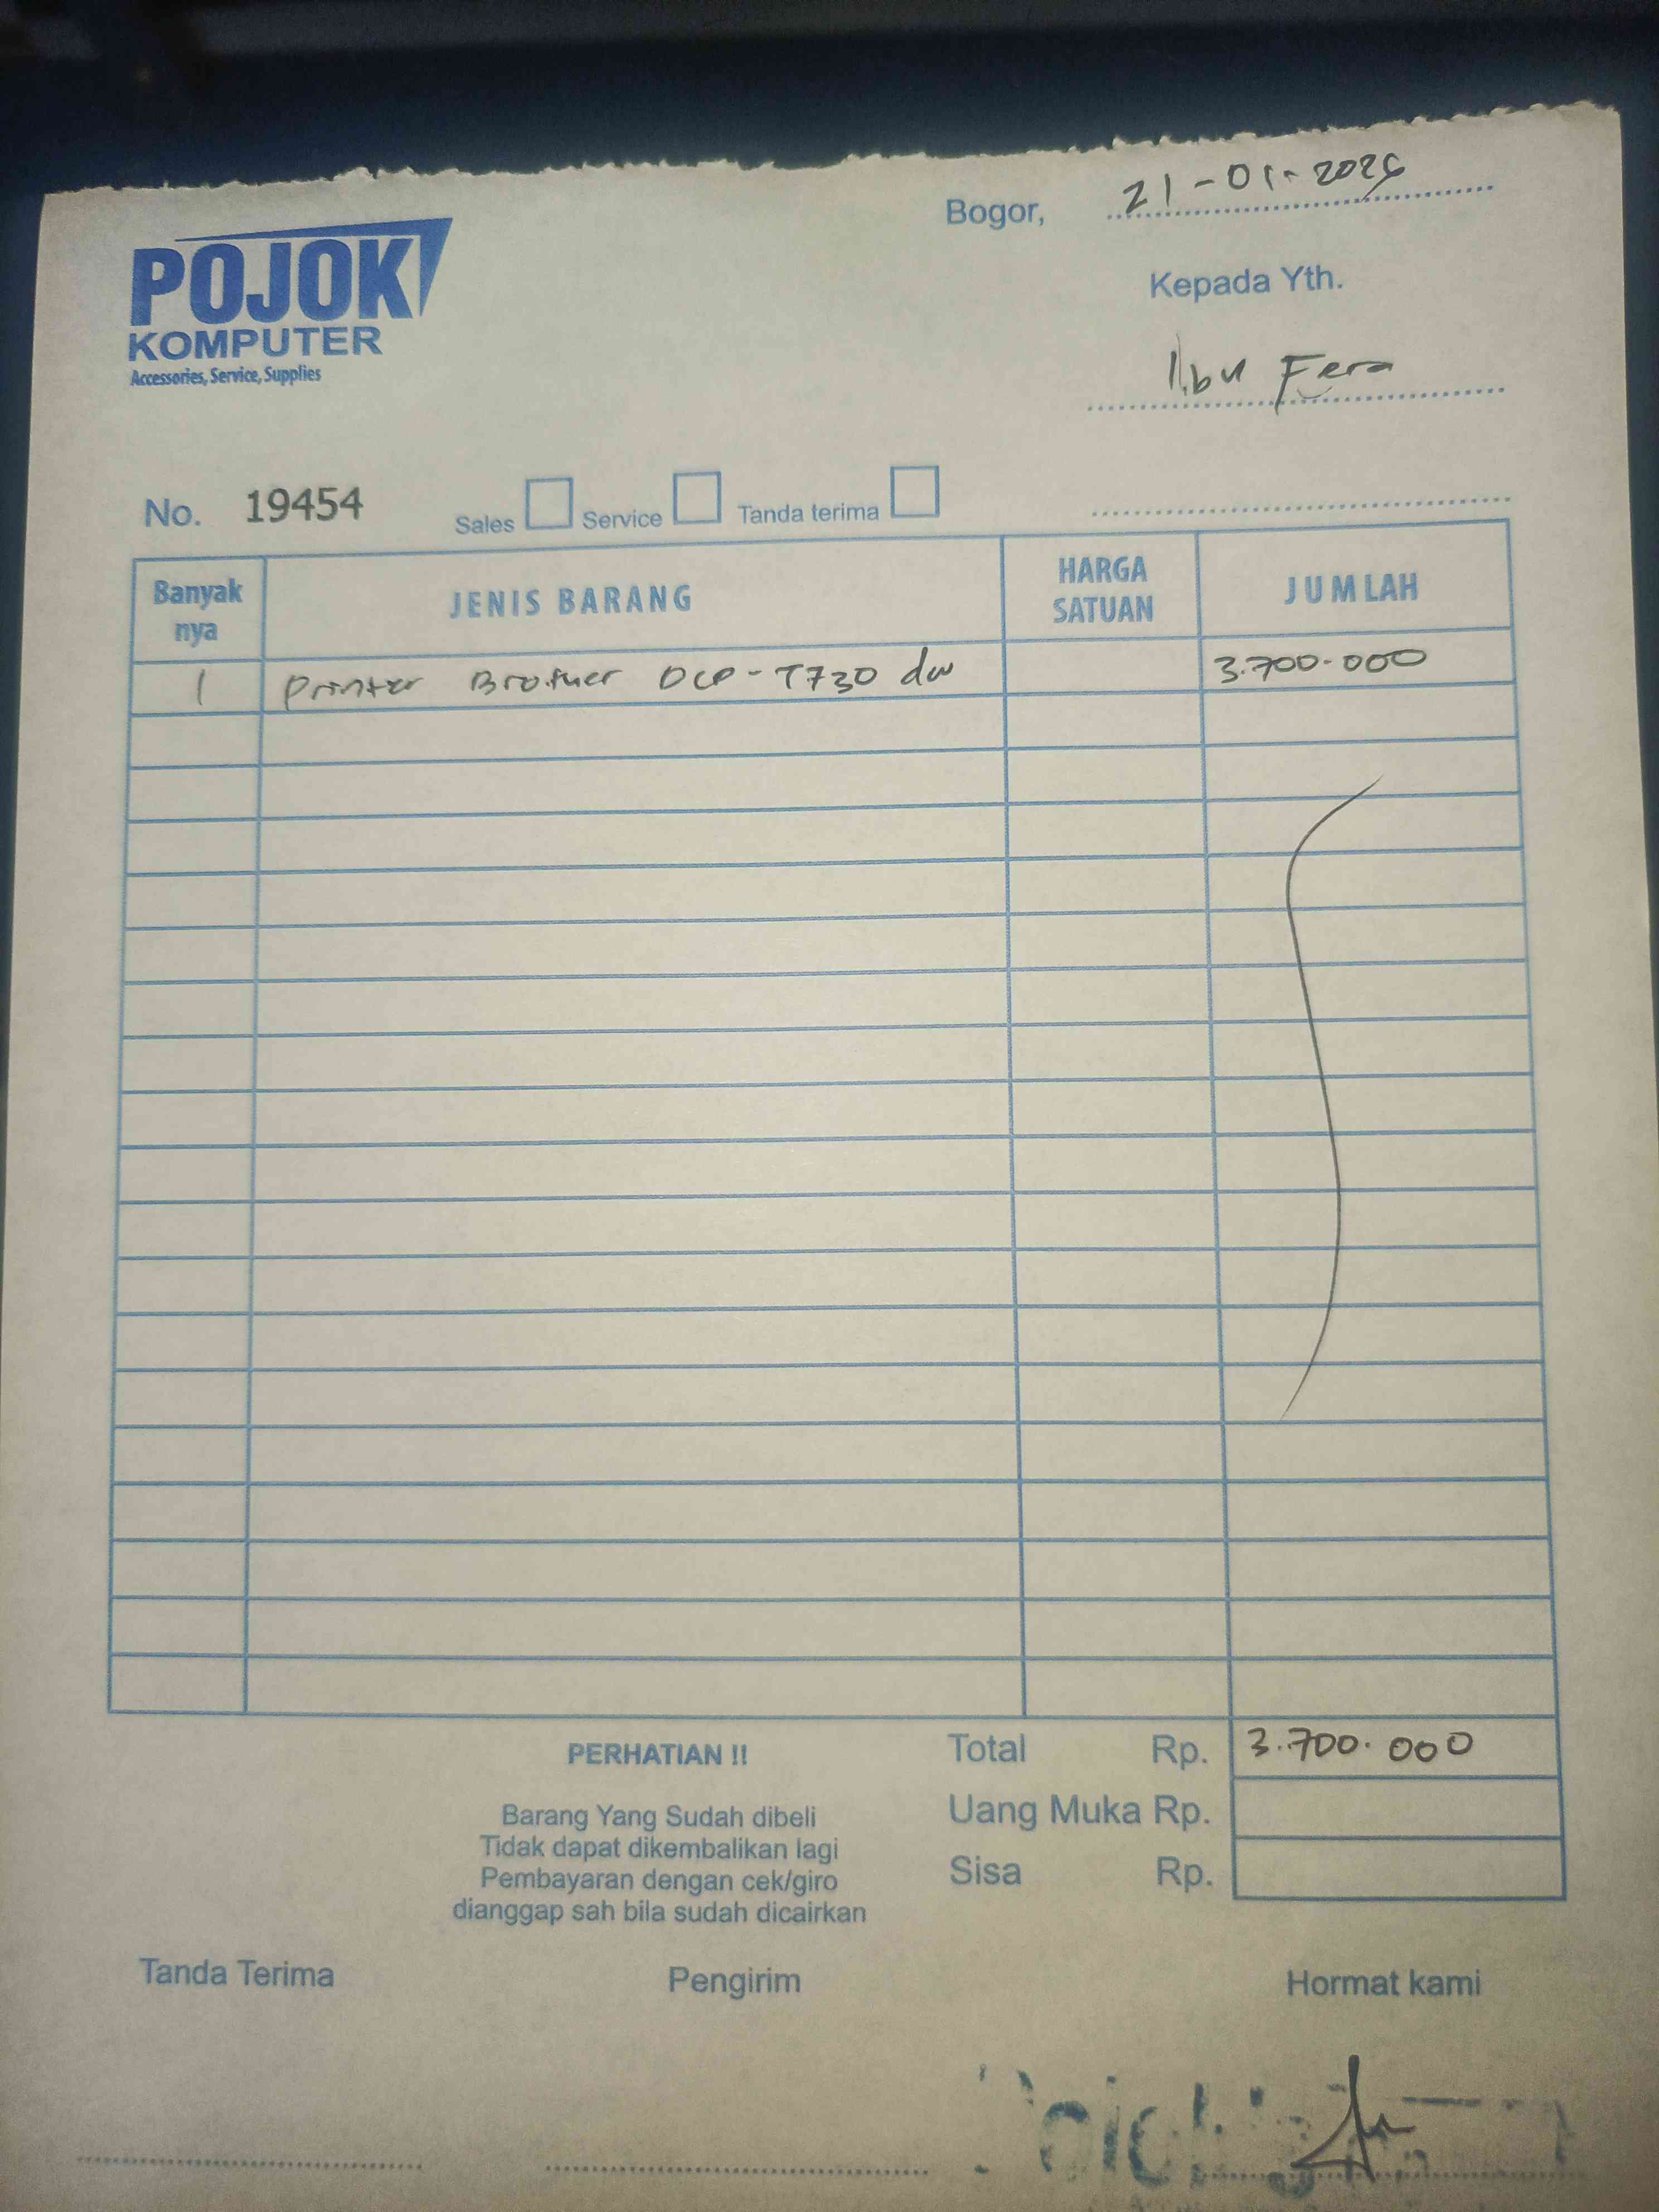 Bogor, 21-01-2026
POJOK
KOMPUTER
Accessories, Service, Supplies
Kepada Yth.
Ibu Fera
No. 19454 Sales Service Tanda terima
Banyak nya JENIS BARANG HARGA SATUAN JUMLAH
1 Printer Brother DCP-T730 dw 3.700.000
PERHATIAN !!
Barang Yang Sudah dibeli
Tidak dapat dikembalikan lagi
Pembayaran dengan cek/giro
dianggap sah bila sudah dicairkan
Total Rp. 3.700.000
Uang Muka Rp.
Sisa Rp.
Tanda Terima Pengirim Hormat kami